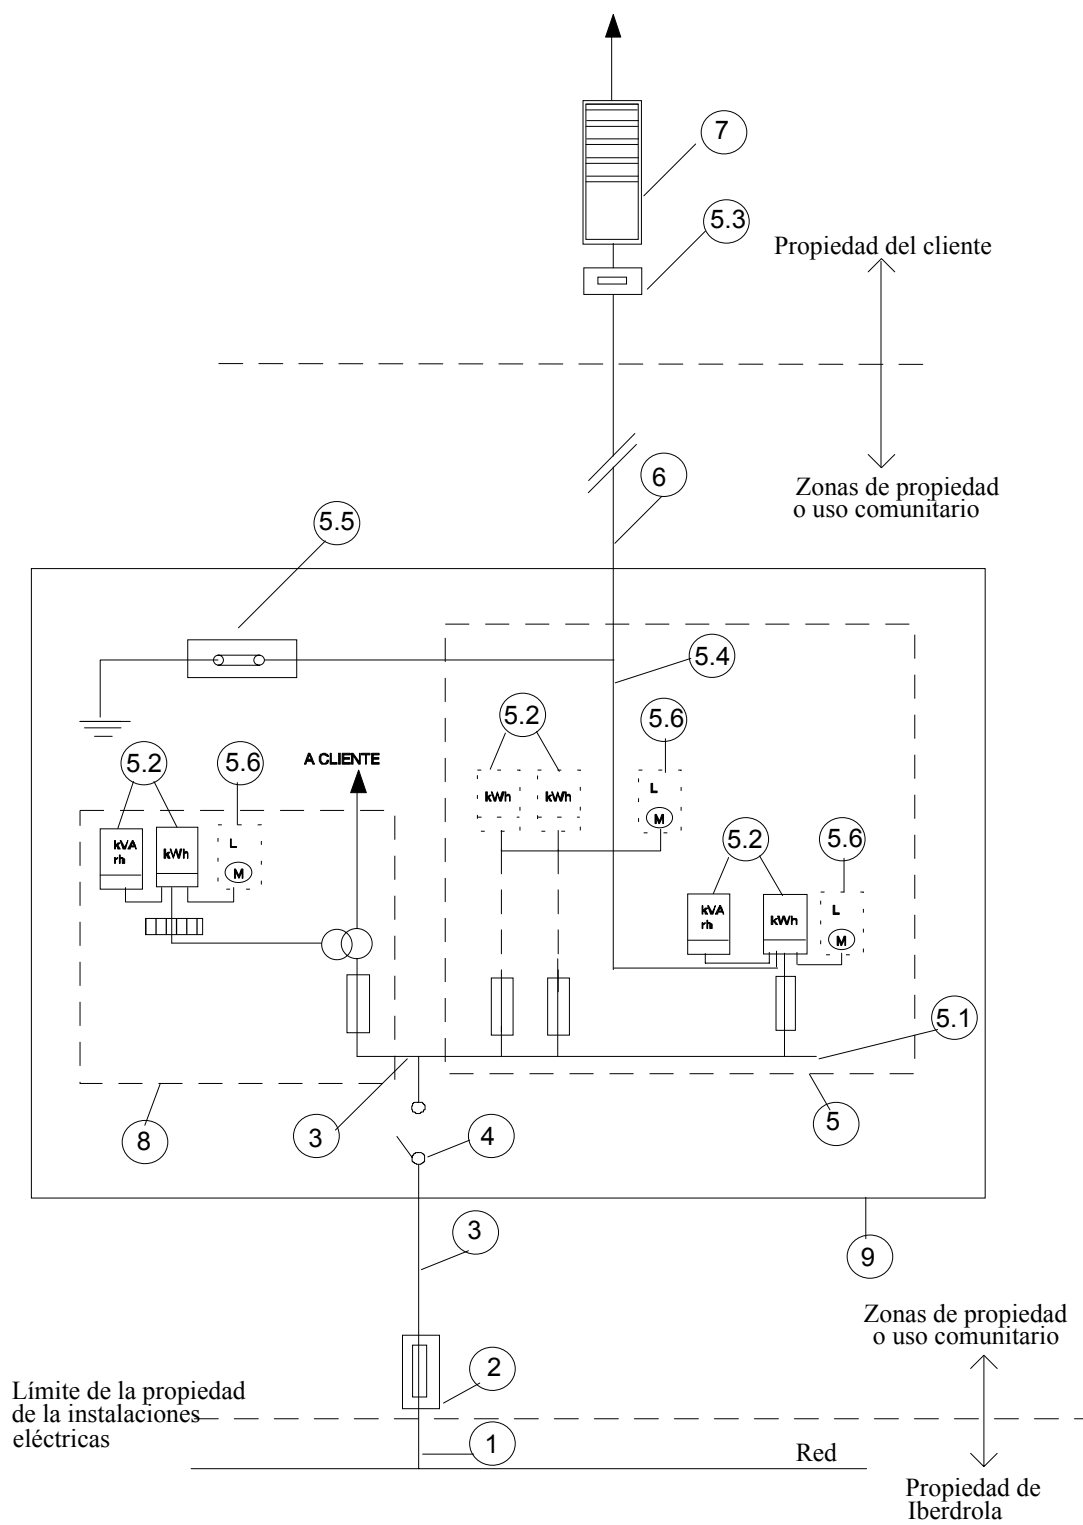 7
5.3
Propiedad del cliente
6
Zonas de propiedad
o uso comunitario
5.5
5.4
5.2
5.6
5.2
5.6
A CLIENTE
kWh
kWh
L
M
5.2
5.6
kVA
rh
kWh
L
M
kVA
rh
kWh
L
M
5.1
3
4
5
8
3
9
Zonas de propiedad
o uso comunitario
2
Límite de la propiedad
de la instalaciones
eléctricas
1
Red
Propiedad de
Iberdrola